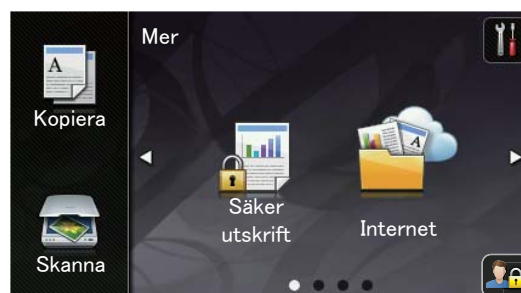 Mer
Kopiera
Skanna
Säker
utskrift
Internet